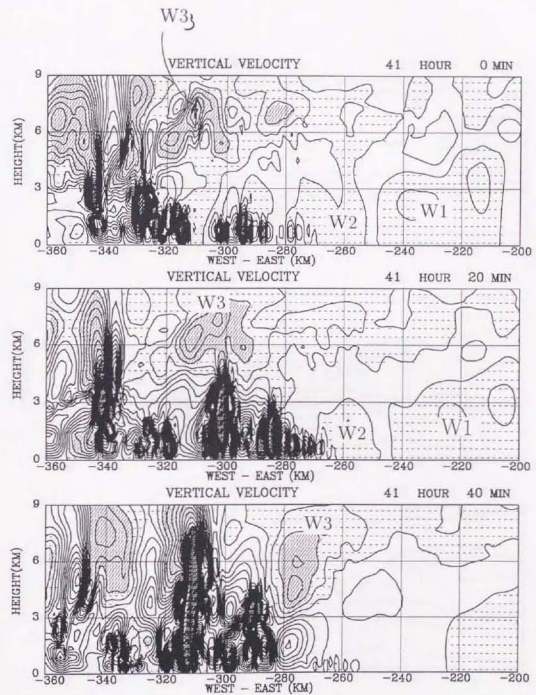 W3
VERTICAL VELOCITY 41 HOUR 0 MIN
HEIGHT(KM)
9
6
3
0
W2
W1
-360 -340 -320 -300 -280 -260 -240 -220 -200
WEST - EAST (KM)
VERTICAL VELOCITY 41 HOUR 20 MIN
HEIGHT(KM)
9
6
3
0
W3
W2
W1
-360 -340 -320 -300 -280 -260 -240 -220 -200
WEST - EAST (KM)
VERTICAL VELOCITY 41 HOUR 40 MIN
HEIGHT(KM)
9
6
3
0
W3
-360 -340 -320 -300 -280 -260 -240 -220 -200
WEST - EAST (KM)